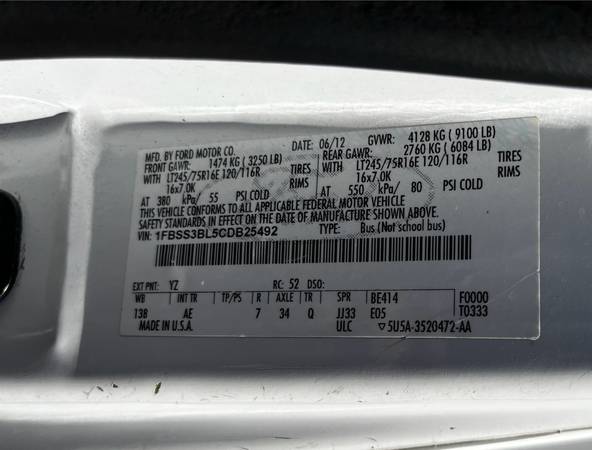 MFD. BY FORD MOTOR CO. DATE: 06/12 GVWR: 4128 KG ( 9100 LB)
FRONT GAWR: 1474 KG ( 3250 LB) REAR GAWR: 2760 KG ( 6084 LB)
WITH LT245/75R16E 120/116R TIRES WITH LT245/75R16E 120/116R TIRES
16x7.0K RIMS 16x7.0K RIMS
AT 380 kPa/ 55 PSI COLD AT 550 kPa/ 80 PSI COLD
THIS VEHICLE CONFORMS TO ALL APPLICABLE FEDERAL MOTOR VEHICLE
SAFETY STANDARDS IN EFFECT ON THE DATE OF MANUFACTURE SHOWN ABOVE.
VIN: 1FBSS3BL5CDB25492 TYPE: Bus (Not School bus)
EXT PNT: YZ RC: 52 DSO:
WB INT TR TP/PS R AXLE TR SPR BE414 F0000
138 AE 7 34 Q JJ33 E05 T0333
MADE IN U.S.A. ULC ▽5U5A-3520472-AA